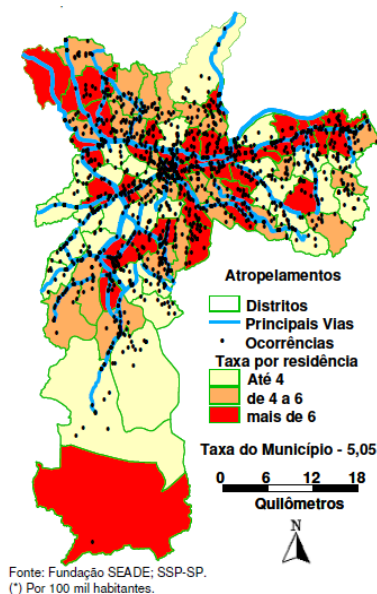 Atropelamentos
Distritos
Principais Vias
Ocorrências
Taxa por residência
Até 4
de 4 a 6
mais de 6
Taxa do Município - 5,05
0 6 12 18
Quilômetros
N
Fonte: Fundação SEADE; SSP-SP.
(*) Por 100 mil habitantes.